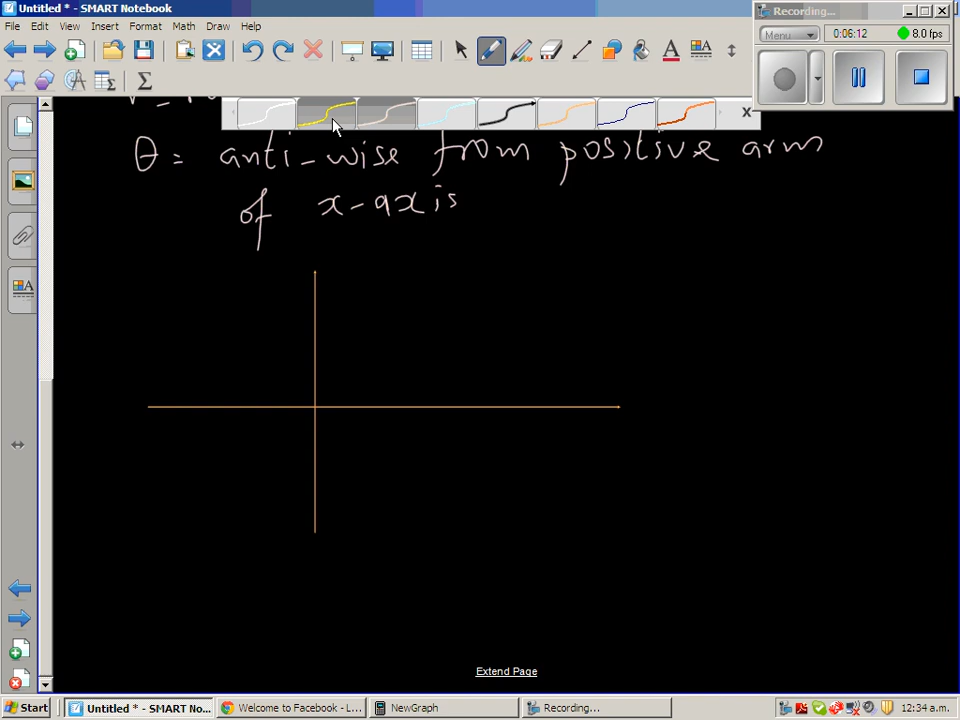 Untitled * - SMART Notebook
Recording...
File Edit View Insert Format Math Draw Help
Menu 0:06:12 8.0 fps
θ = anti-wise from positive arm
of x-axis
Extend Page
Start Untitled * - SMART No... Welcome to Facebook - L... NewGraph Recording... 12:34 a.m.